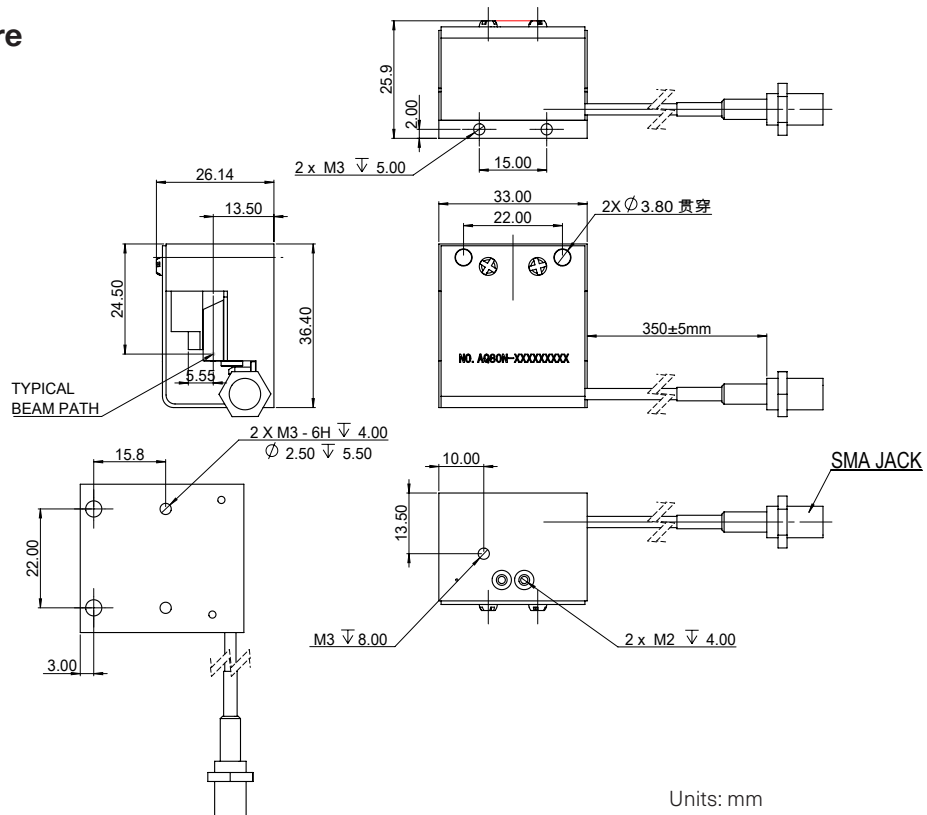 re
25.9
2.00
2 x M3 ↧ 5.00
15.00
26.14
13.50
24.50
36.40
5.55
TYPICAL
BEAM PATH
33.00
22.00
2X ∅ 3.80 贯穿
350±5mm
NO. AQ80N-XXXXXXXXX
2 X M3 - 6H ↧ 4.00
∅ 2.50 ↧ 5.50
15.8
22.00
3.00
10.00
13.50
SMA JACK
M3 ↧ 8.00
2 x M2 ↧ 4.00
Units: mm